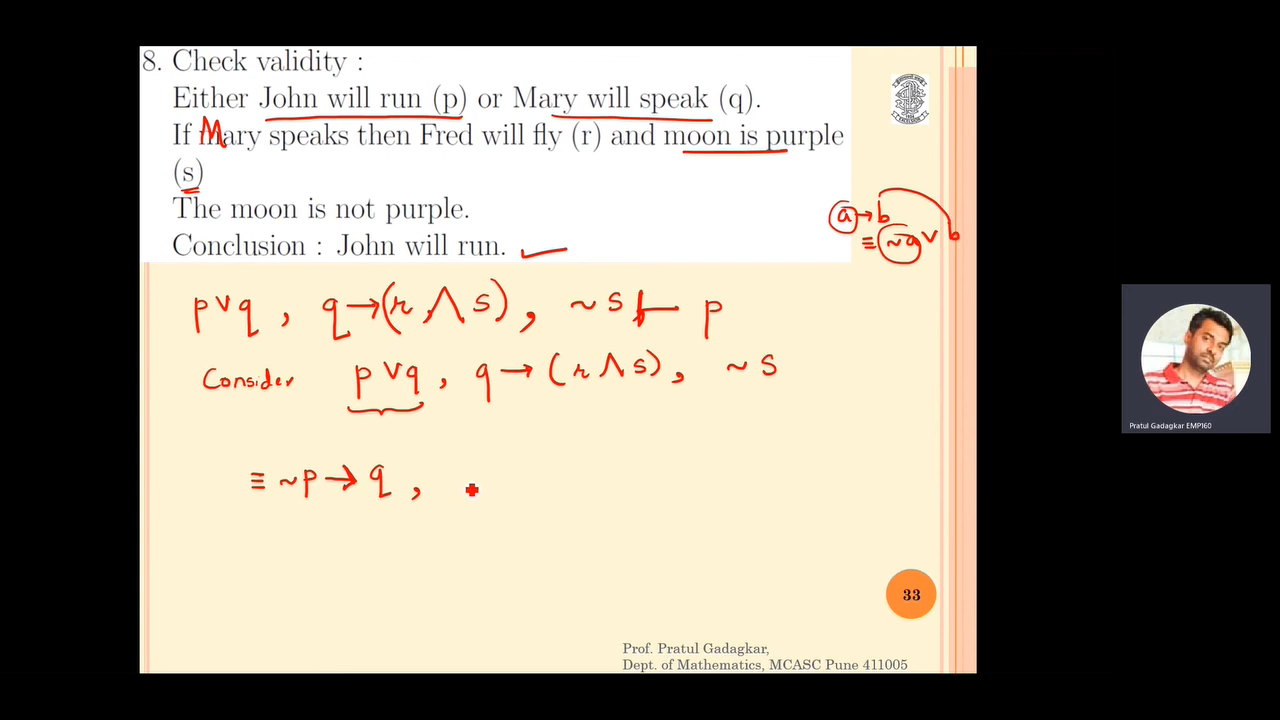 8. Check validity :
Either John will run (p) or Mary will speak (q).
If Mary speaks then Fred will fly (r) and moon is purple
(s)
The moon is not purple.
Conclusion : John will run. ✓
a → b
≡ ~a ∨ b
p ∨ q , q → (r ∧ s) , ~ s ⊢ p
Consider p ∨ q , q → (r ∧ s) , ~ s
≡ ~p → q ,
Pratul Gadagkar EMP160
33
Prof. Pratul Gadagkar,
Dept. of Mathematics, MCASC Pune 411005